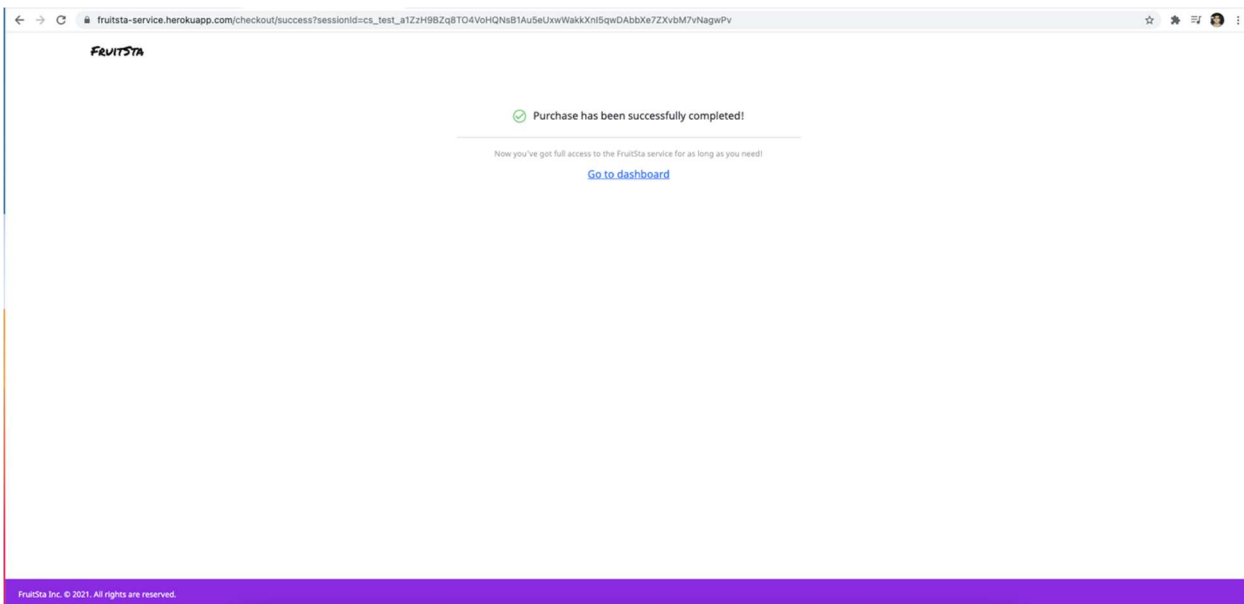 fruitsta-service.herokuapp.com/checkout/success?sessionId=cs_test_a1ZzH9BZq8TO4VoHQNsB1Au5eUxwWakkXnI5qwDAbbXe7ZXvbM7vNagwPv
FRUITSTA
Purchase has been successfully completed!
Now you've got full access to the FruitSta service for as long as you need!
Go to dashboard
FruitSta Inc. © 2021. All rights are reserved.